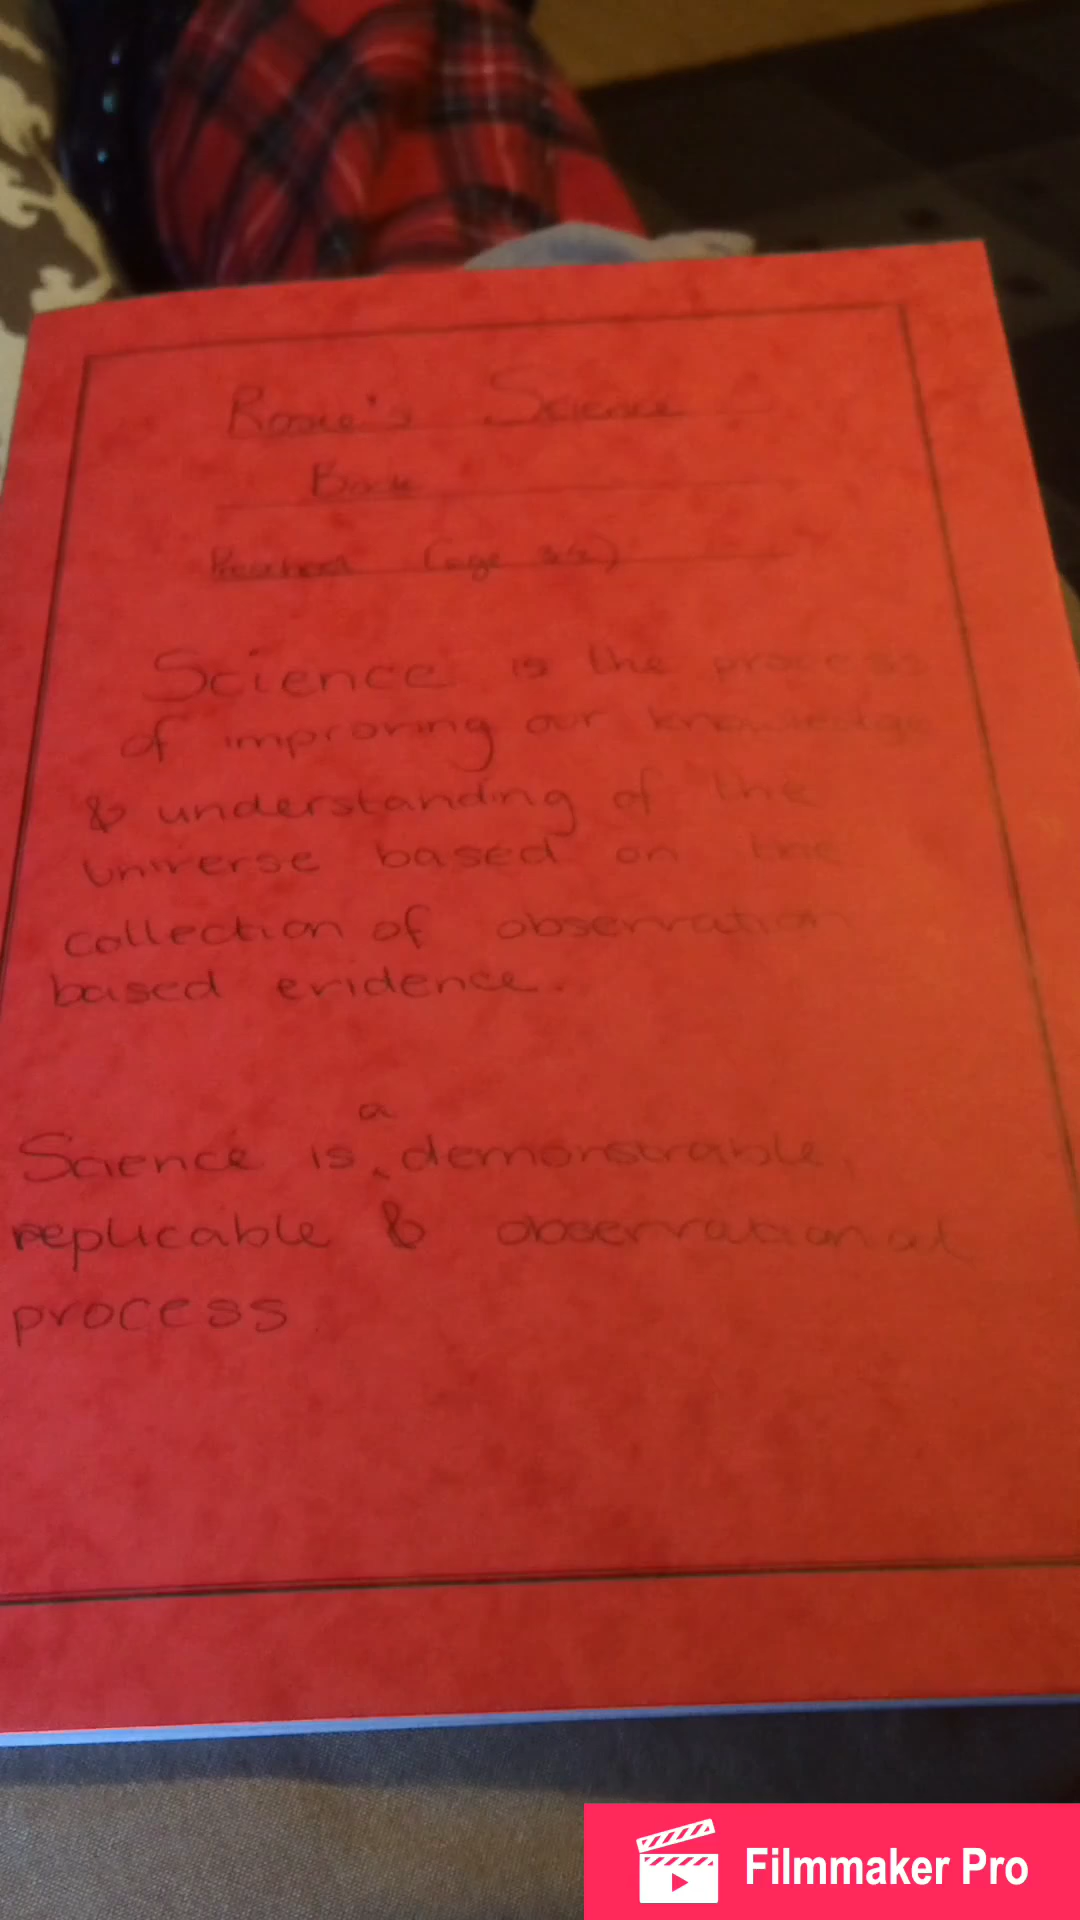 Rosie's Science
Book
(age 34)
Science is the process
of improving our knowledge
& understanding of the
Universe based on the
collection of observation
based evidence.
a
Science is ‸ demonstrable,
replicable & observational
process
Filmmaker Pro